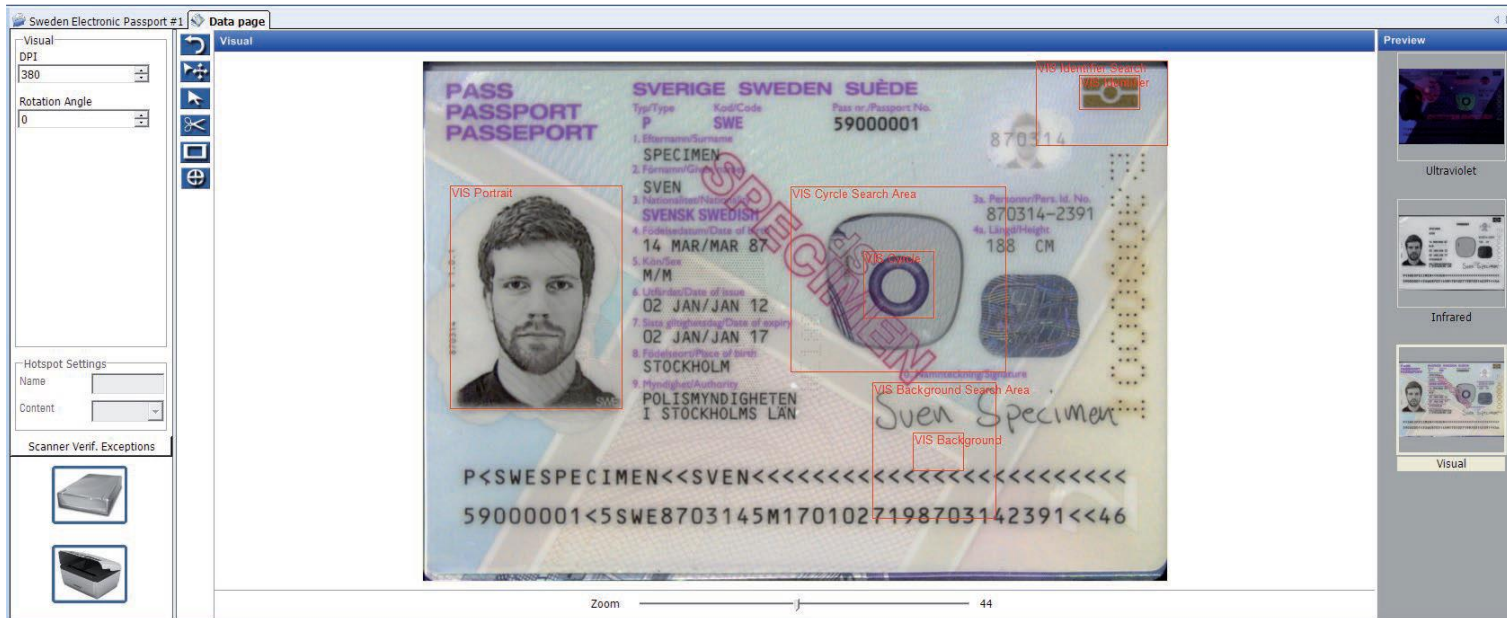 Sweden Electronic Passport #1
Data page
Visual
DPI
380
Rotation Angle
0
Hotspot Settings
Name
Content
Scanner Verif. Exceptions
Visual
PASS
PASSPORT
PASSEPORT
SVERIGE SWEDEN SUÈDE
Typ/Type Kod/Code Pass nr./Passport No.
P SWE 59000001
1. Efternamn/Surname
SPECIMEN
2. Förnamn/Given
SVEN
3. Nationalitet/
SVENSK SWEDISH
4. Födelsedatum/Date of birth
14 MAR/MAR 87
5. Kön/Sex
M/M
6. Utfärdat/Date of issue
02 JAN/JAN 12
7. Sista giltighetsdag/Date of expiry
02 JAN/JAN 17
8. Födelseort/Place of birth
STOCKHOLM
9. Myndighet/Authority
POLISMYNDIGHETEN
I STOCKHOLMS LÄN
SPECIMEN
SP
VIS Portrait
SWE
870314
VIS Identifier Search
VIS Identifier
870314
VIS Cyrcle Search Area
VIS Cyrcle
3a. Personnr/Pers. Id. No.
870314-2391
4a. Längd/Height
188 CM
Namnteckning/Signature
VIS Background Search Area
Sven Specimen
VIS Background
P<SWESPECIMEN<<SVEN<<<<<<<<<<<<<<<<<<<<<<<<<
59000001<5SWE8703145M1701027198703142391<<46
Zoom 44
Preview
Ultraviolet
Infrared
Visual